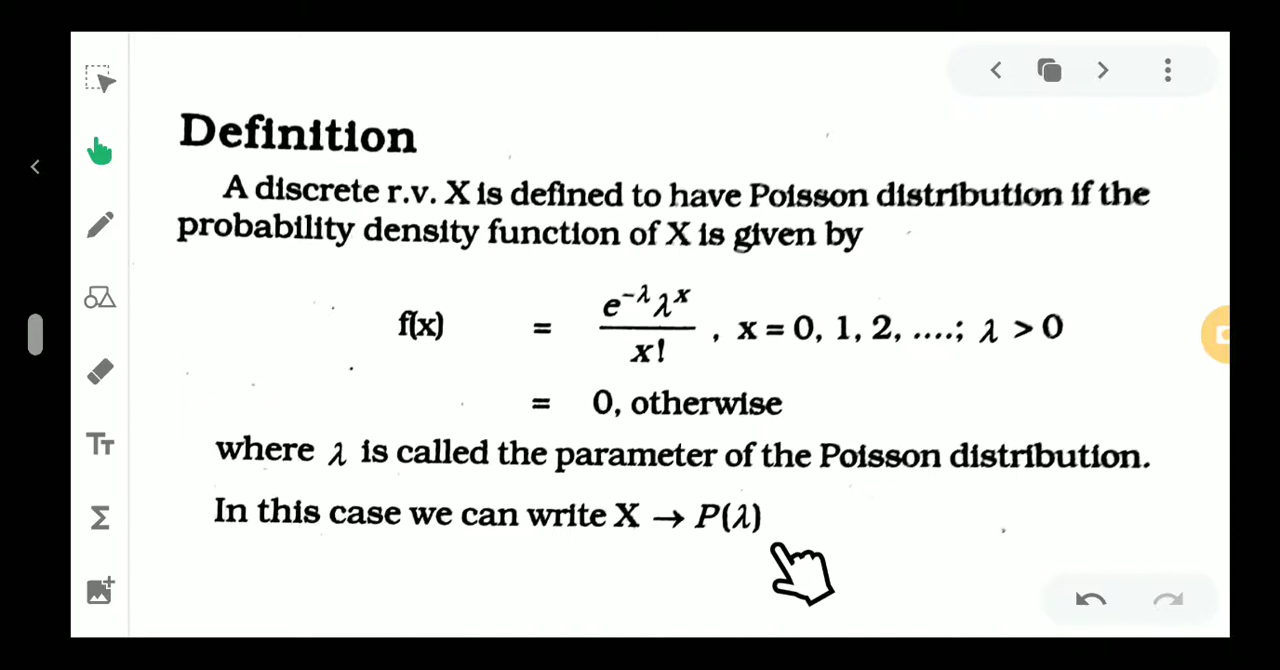 Definition
A discrete r.v. X is defined to have Poisson distribution if the
probability density function of X is given by
f(x) = e^{-λ} λ^x / x! , x = 0, 1, 2, ....; λ > 0
= 0, otherwise
where λ is called the parameter of the Poisson distribution.
In this case we can write X → P(λ)